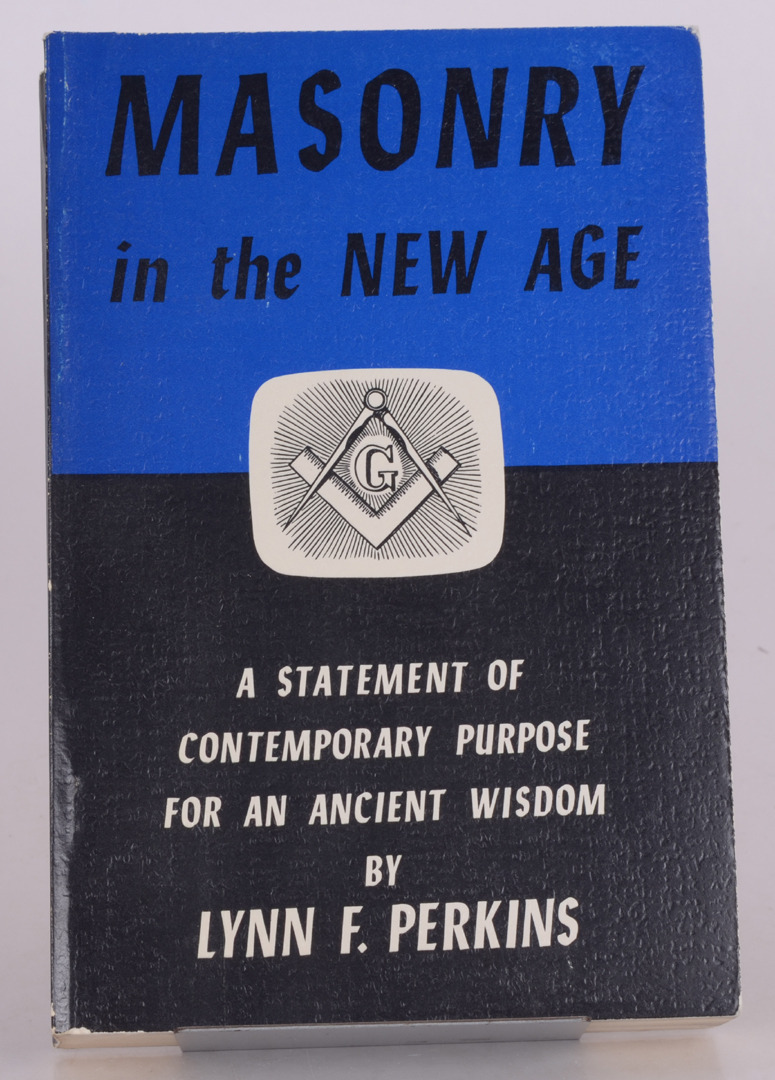 MASONRY
in the NEW AGE
G
A STATEMENT OF
CONTEMPORARY PURPOSE
FOR AN ANCIENT WISDOM
BY
LYNN F. PERKINS